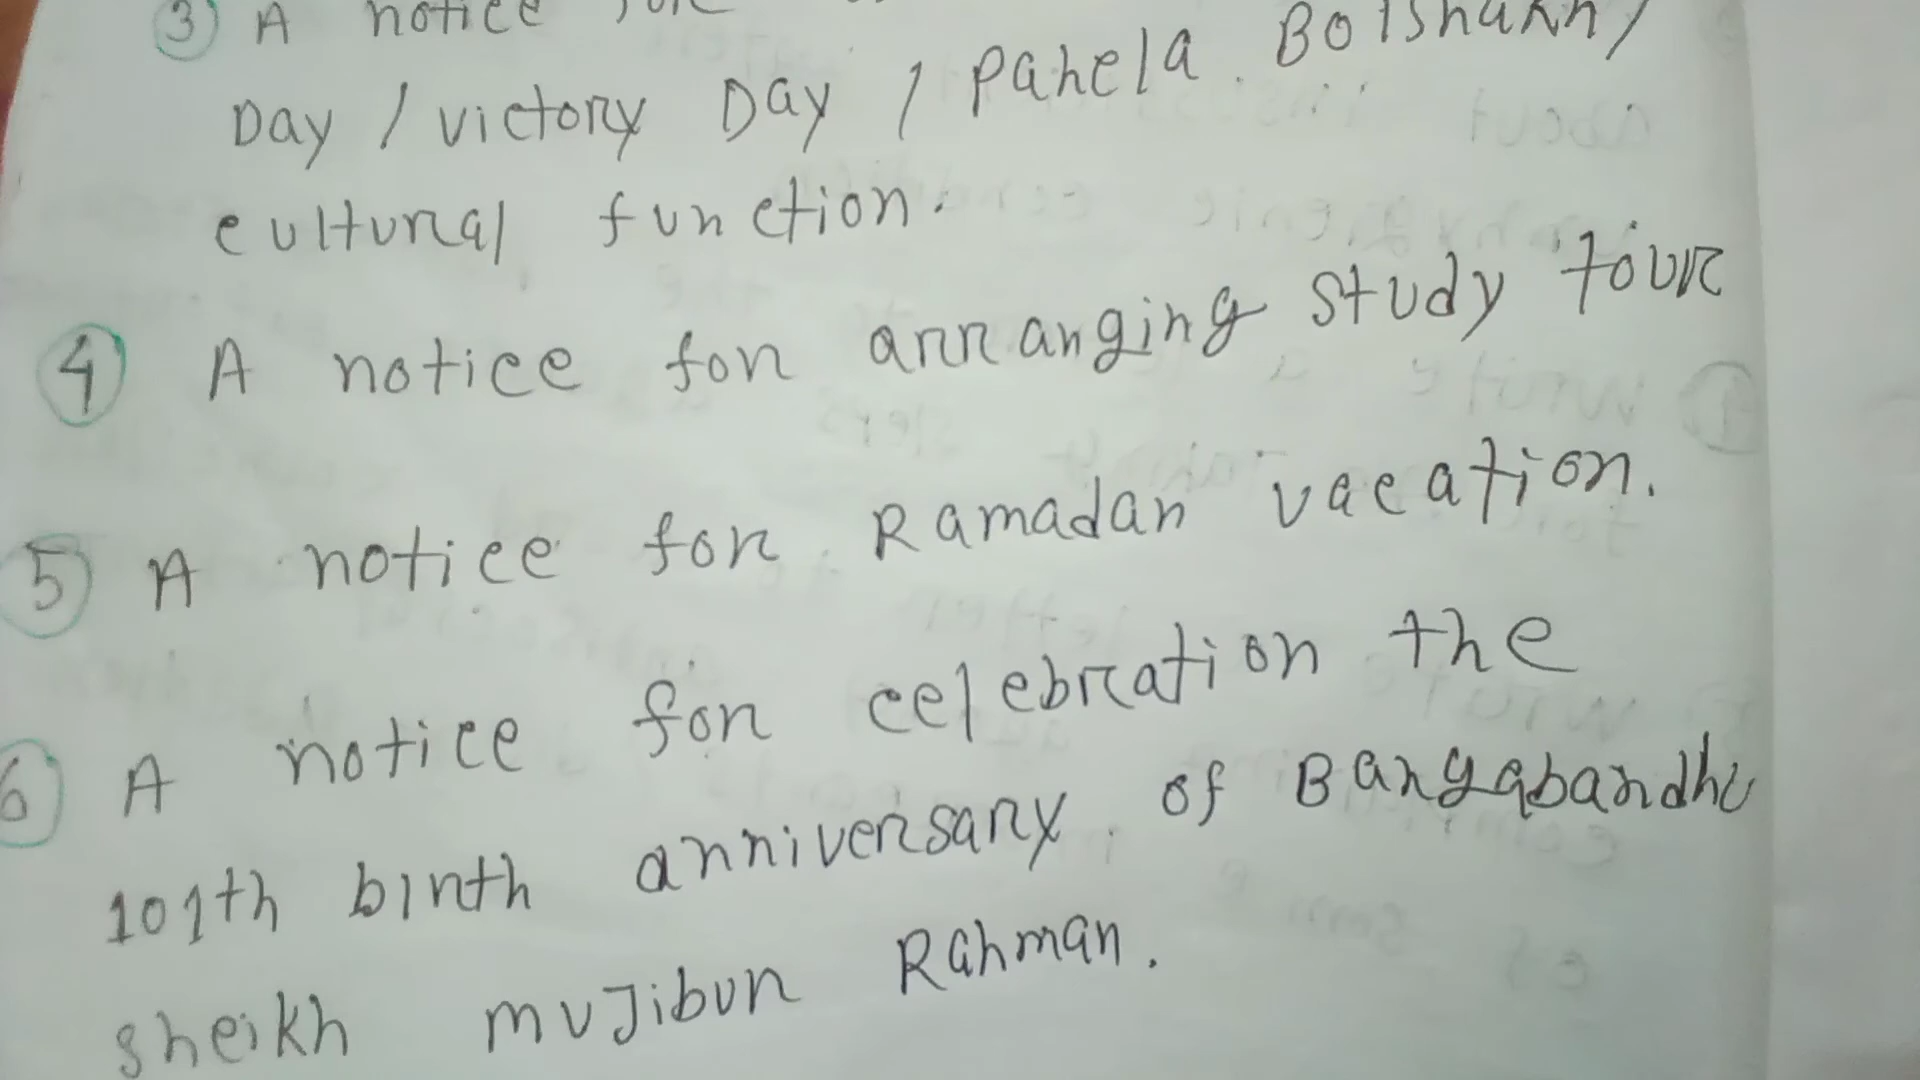 ③ A notice for
Day / victory Day / Pahela Boishakh /
cultural function.
④ A notice for arranging study tour
⑤ A notice for Ramadan vacation.
⑥ A notice for celebration the
101th birth anniversary of Bangabandhu
sheikh mujibur Rahman.